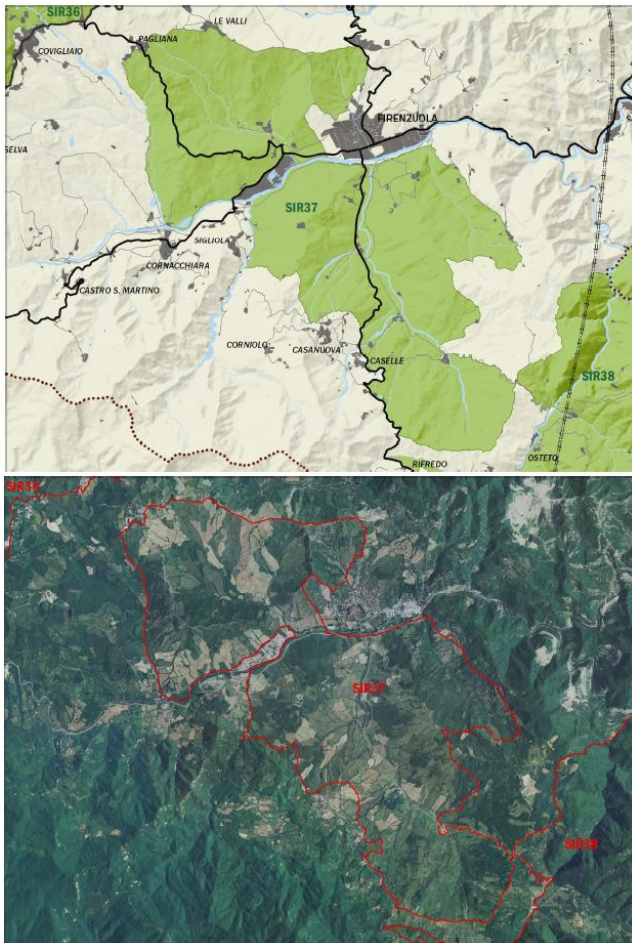 SIR36
LE VALLI
IL PAGLIANA
COVIGLIAIO
FIRENZUOLA
SELVA
SIR37
SIGLIOLA
CORNACCHIARA
CASTRO S. MARTINO
CORNIOLO
CASANUOVA
CASELLE
SIR38
OSTETO
RIFREDO
SIR36
SIR37
SIR38